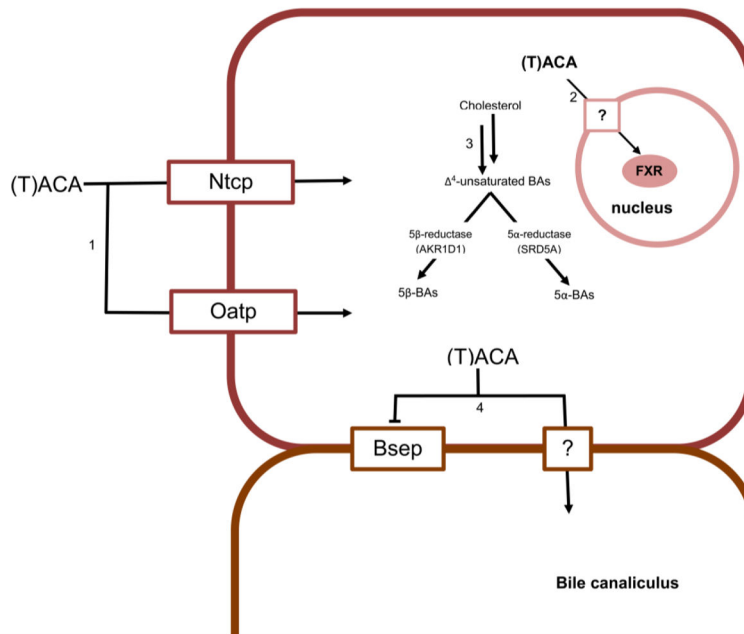 (T)ACA
2
?
FXR
nucleus
Cholesterol
3
Δ⁴-unsaturated BAs
5β-reductase
(AKR1D1)
5α-reductase
(SRD5A)
5β-BAs
5α-BAs
(T)ACA
Ntcp
1
Oatp
(T)ACA
4
Bsep
?
Bile canaliculus